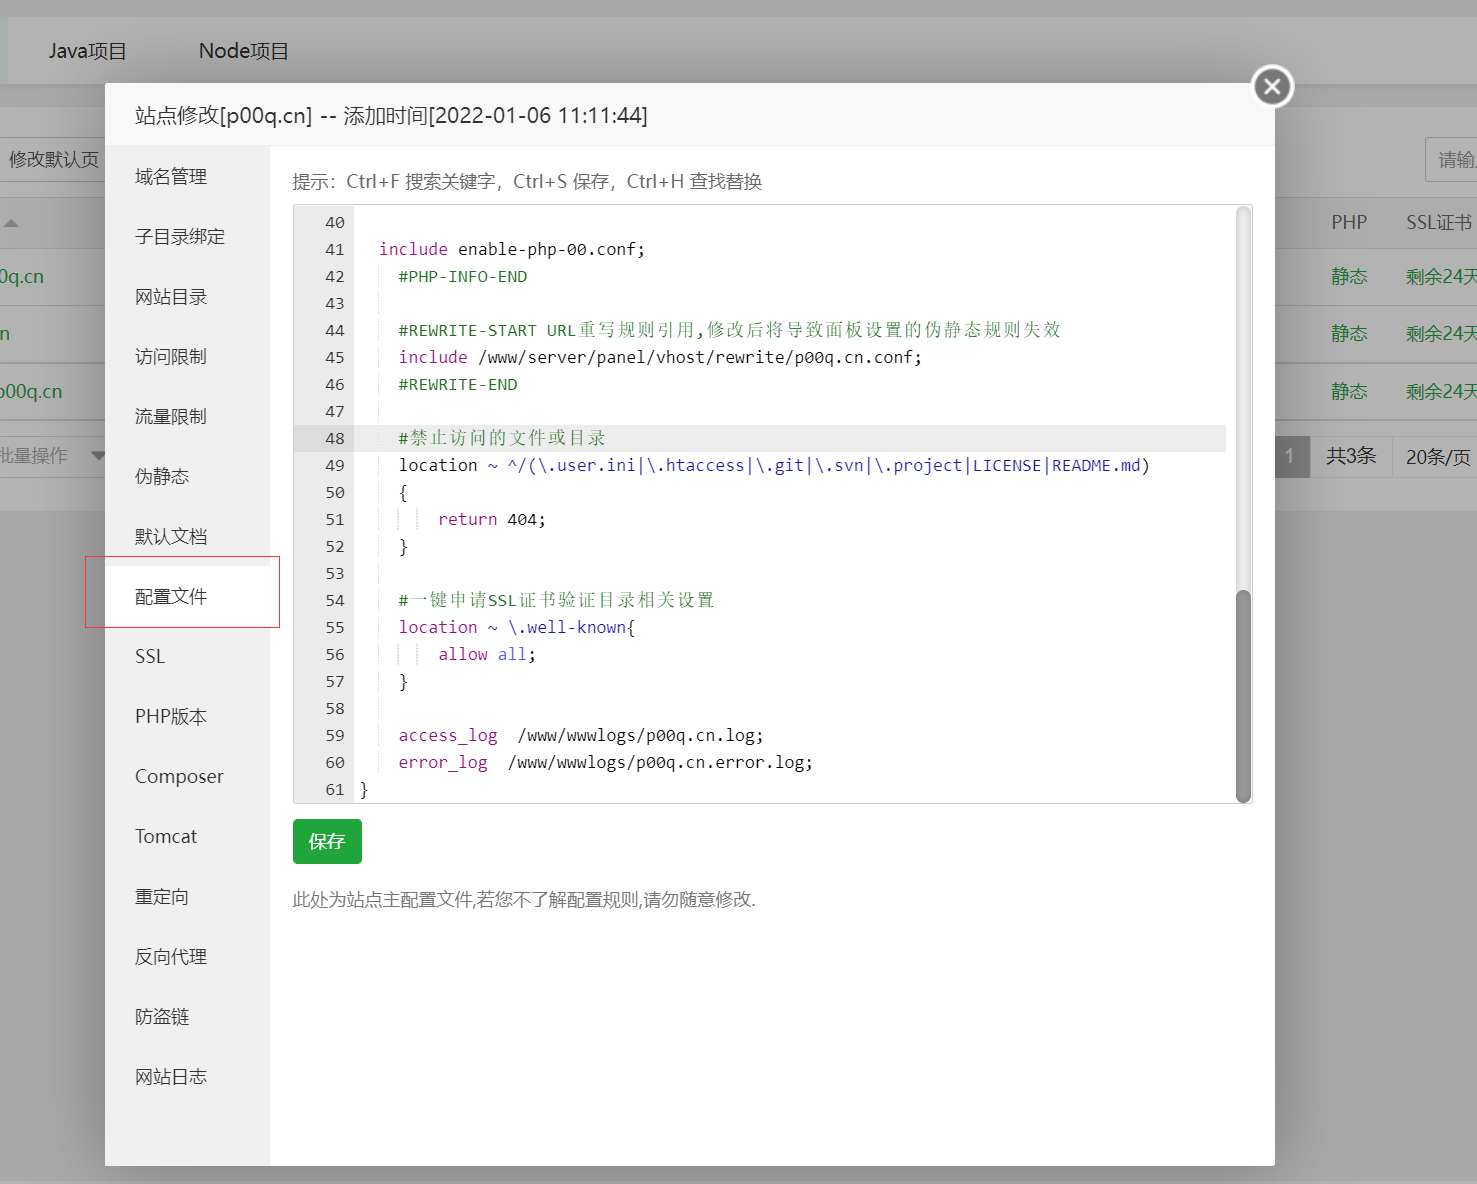 Java项目 Node项目
站点修改[p00q.cn] -- 添加时间[2022-01-06 11:11:44]
修改默认页
请输
PHP SSL证书
0q.cn 静态 剩余24天
n 静态 剩余24天
p00q.cn 静态 剩余24天
批量操作
1 共3条 20条/页
域名管理
子目录绑定
网站目录
访问限制
流量限制
伪静态
默认文档
配置文件
SSL
PHP版本
Composer
Tomcat
重定向
反向代理
防盗链
网站日志
提示：Ctrl+F 搜索关键字，Ctrl+S 保存，Ctrl+H 查找替换
40
41 include enable-php-00.conf;
42 #PHP-INFO-END
43
44 #REWRITE-START URL重写规则引用,修改后将导致面板设置的伪静态规则失效
45 include /www/server/panel/vhost/rewrite/p00q.cn.conf;
46 #REWRITE-END
47
48 #禁止访问的文件或目录
49 location ~ ^/(\.user.ini|\.htaccess|\.git|\.svn|\.project|LICENSE|README.md)
50 {
51 return 404;
52 }
53
54 #一键申请SSL证书验证目录相关设置
55 location ~ \.well-known{
56 allow all;
57 }
58
59 access_log /www/wwwlogs/p00q.cn.log;
60 error_log /www/wwwlogs/p00q.cn.error.log;
61 }
保存
此处为站点主配置文件,若您不了解配置规则,请勿随意修改.